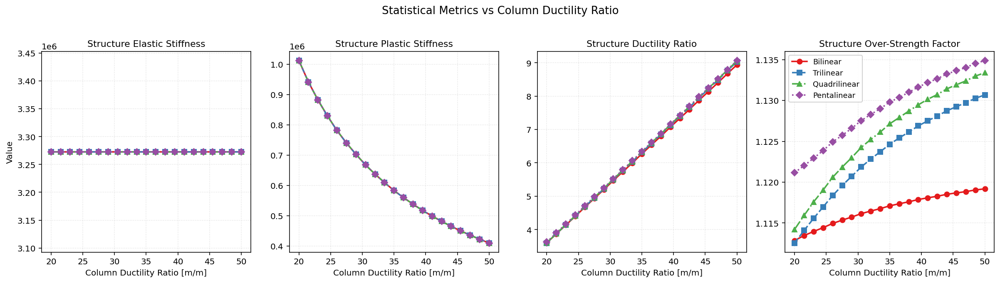 Statistical Metrics vs Column Ductility Ratio
Structure Elastic Stiffness
1e6
3.45
3.40
3.35
3.30
3.25
3.20
3.15
3.10
Value
20 25 30 35 40 45 50
Column Ductility Ratio [m/m]
Structure Plastic Stiffness
1e6
1.0
0.9
0.8
0.7
0.6
0.5
0.4
20 25 30 35 40 45 50
Column Ductility Ratio [m/m]
Structure Ductility Ratio
9
8
7
6
5
4
20 25 30 35 40 45 50
Column Ductility Ratio [m/m]
Structure Over-Strength Factor
Bilinear
Trilinear
Quadrilinear
Pentalinear
1.135
1.130
1.125
1.120
1.115
20 25 30 35 40 45 50
Column Ductility Ratio [m/m]